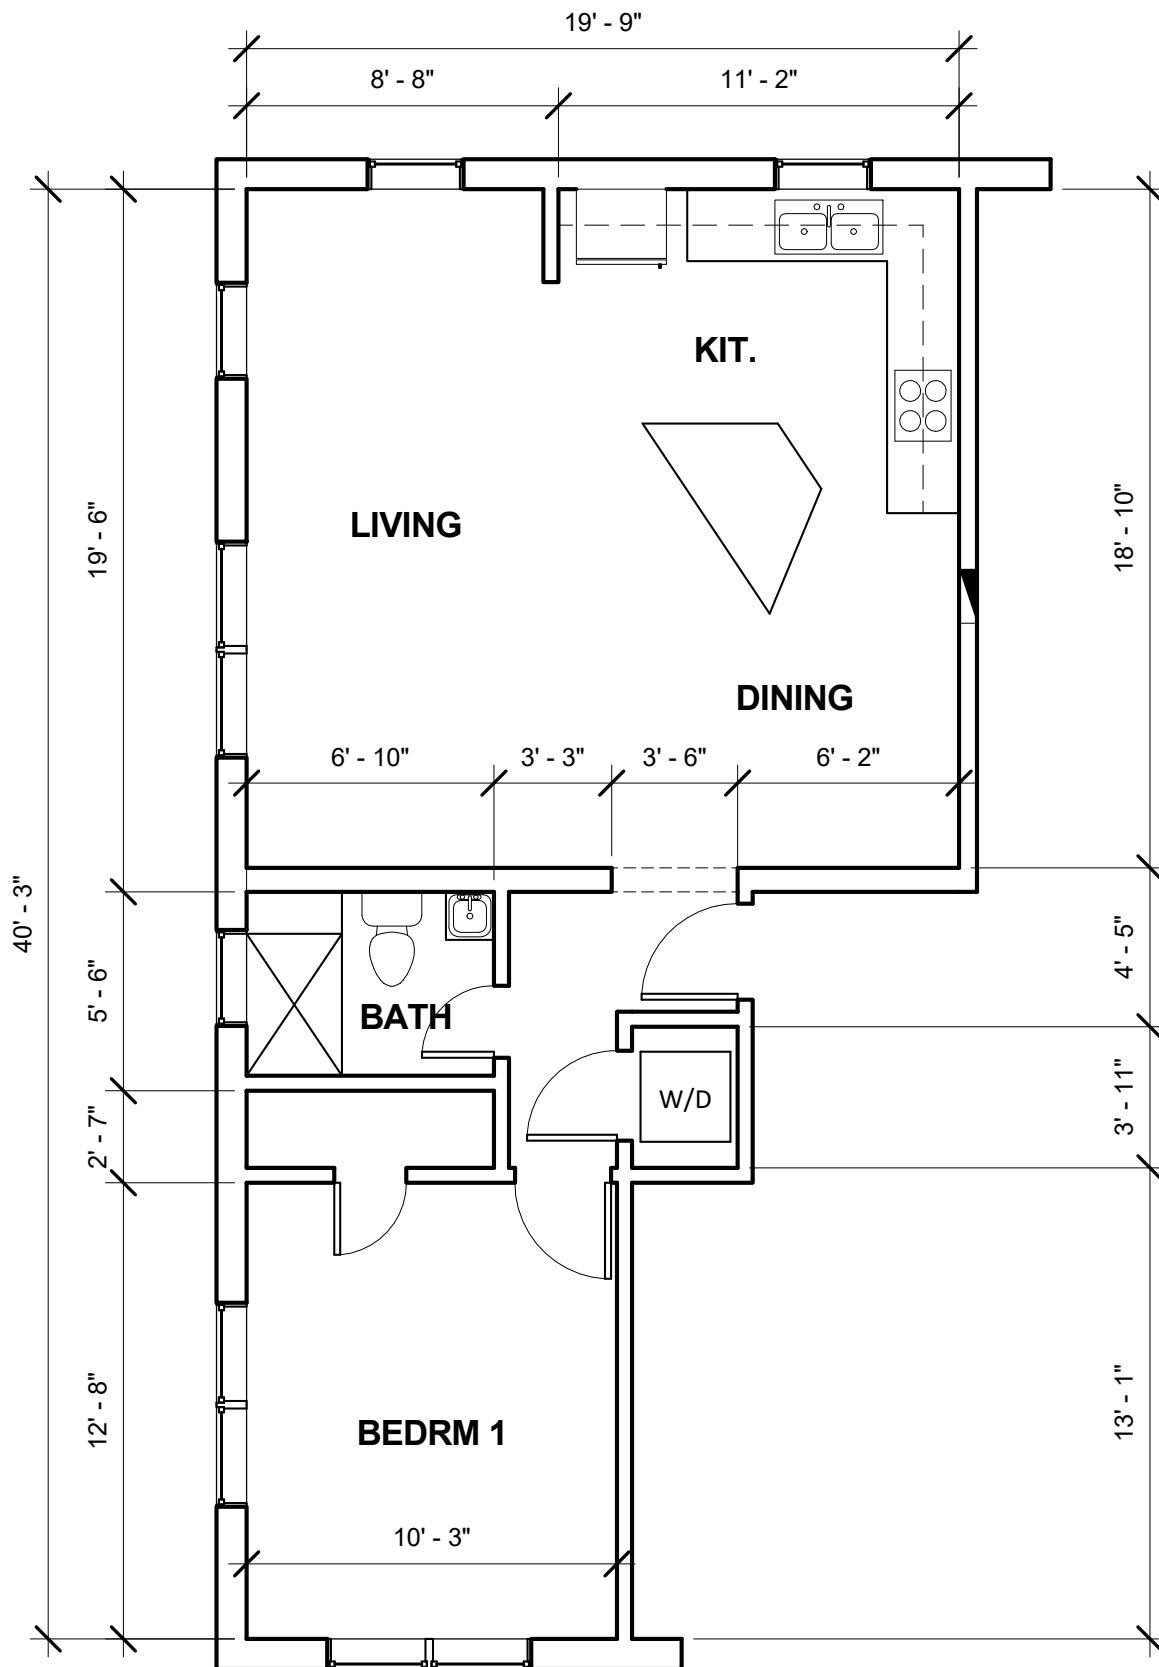 19' - 9"
8' - 8"
11' - 2"
KIT.
LIVING
19' - 6"
18' - 10"
DINING
6' - 10"
3' - 3"
3' - 6"
6' - 2"
40' - 3"
5' - 6"
4' - 5"
BATH
W/D
2' - 7"
3' - 11"
12' - 8"
13' - 1"
BEDRM 1
10' - 3"